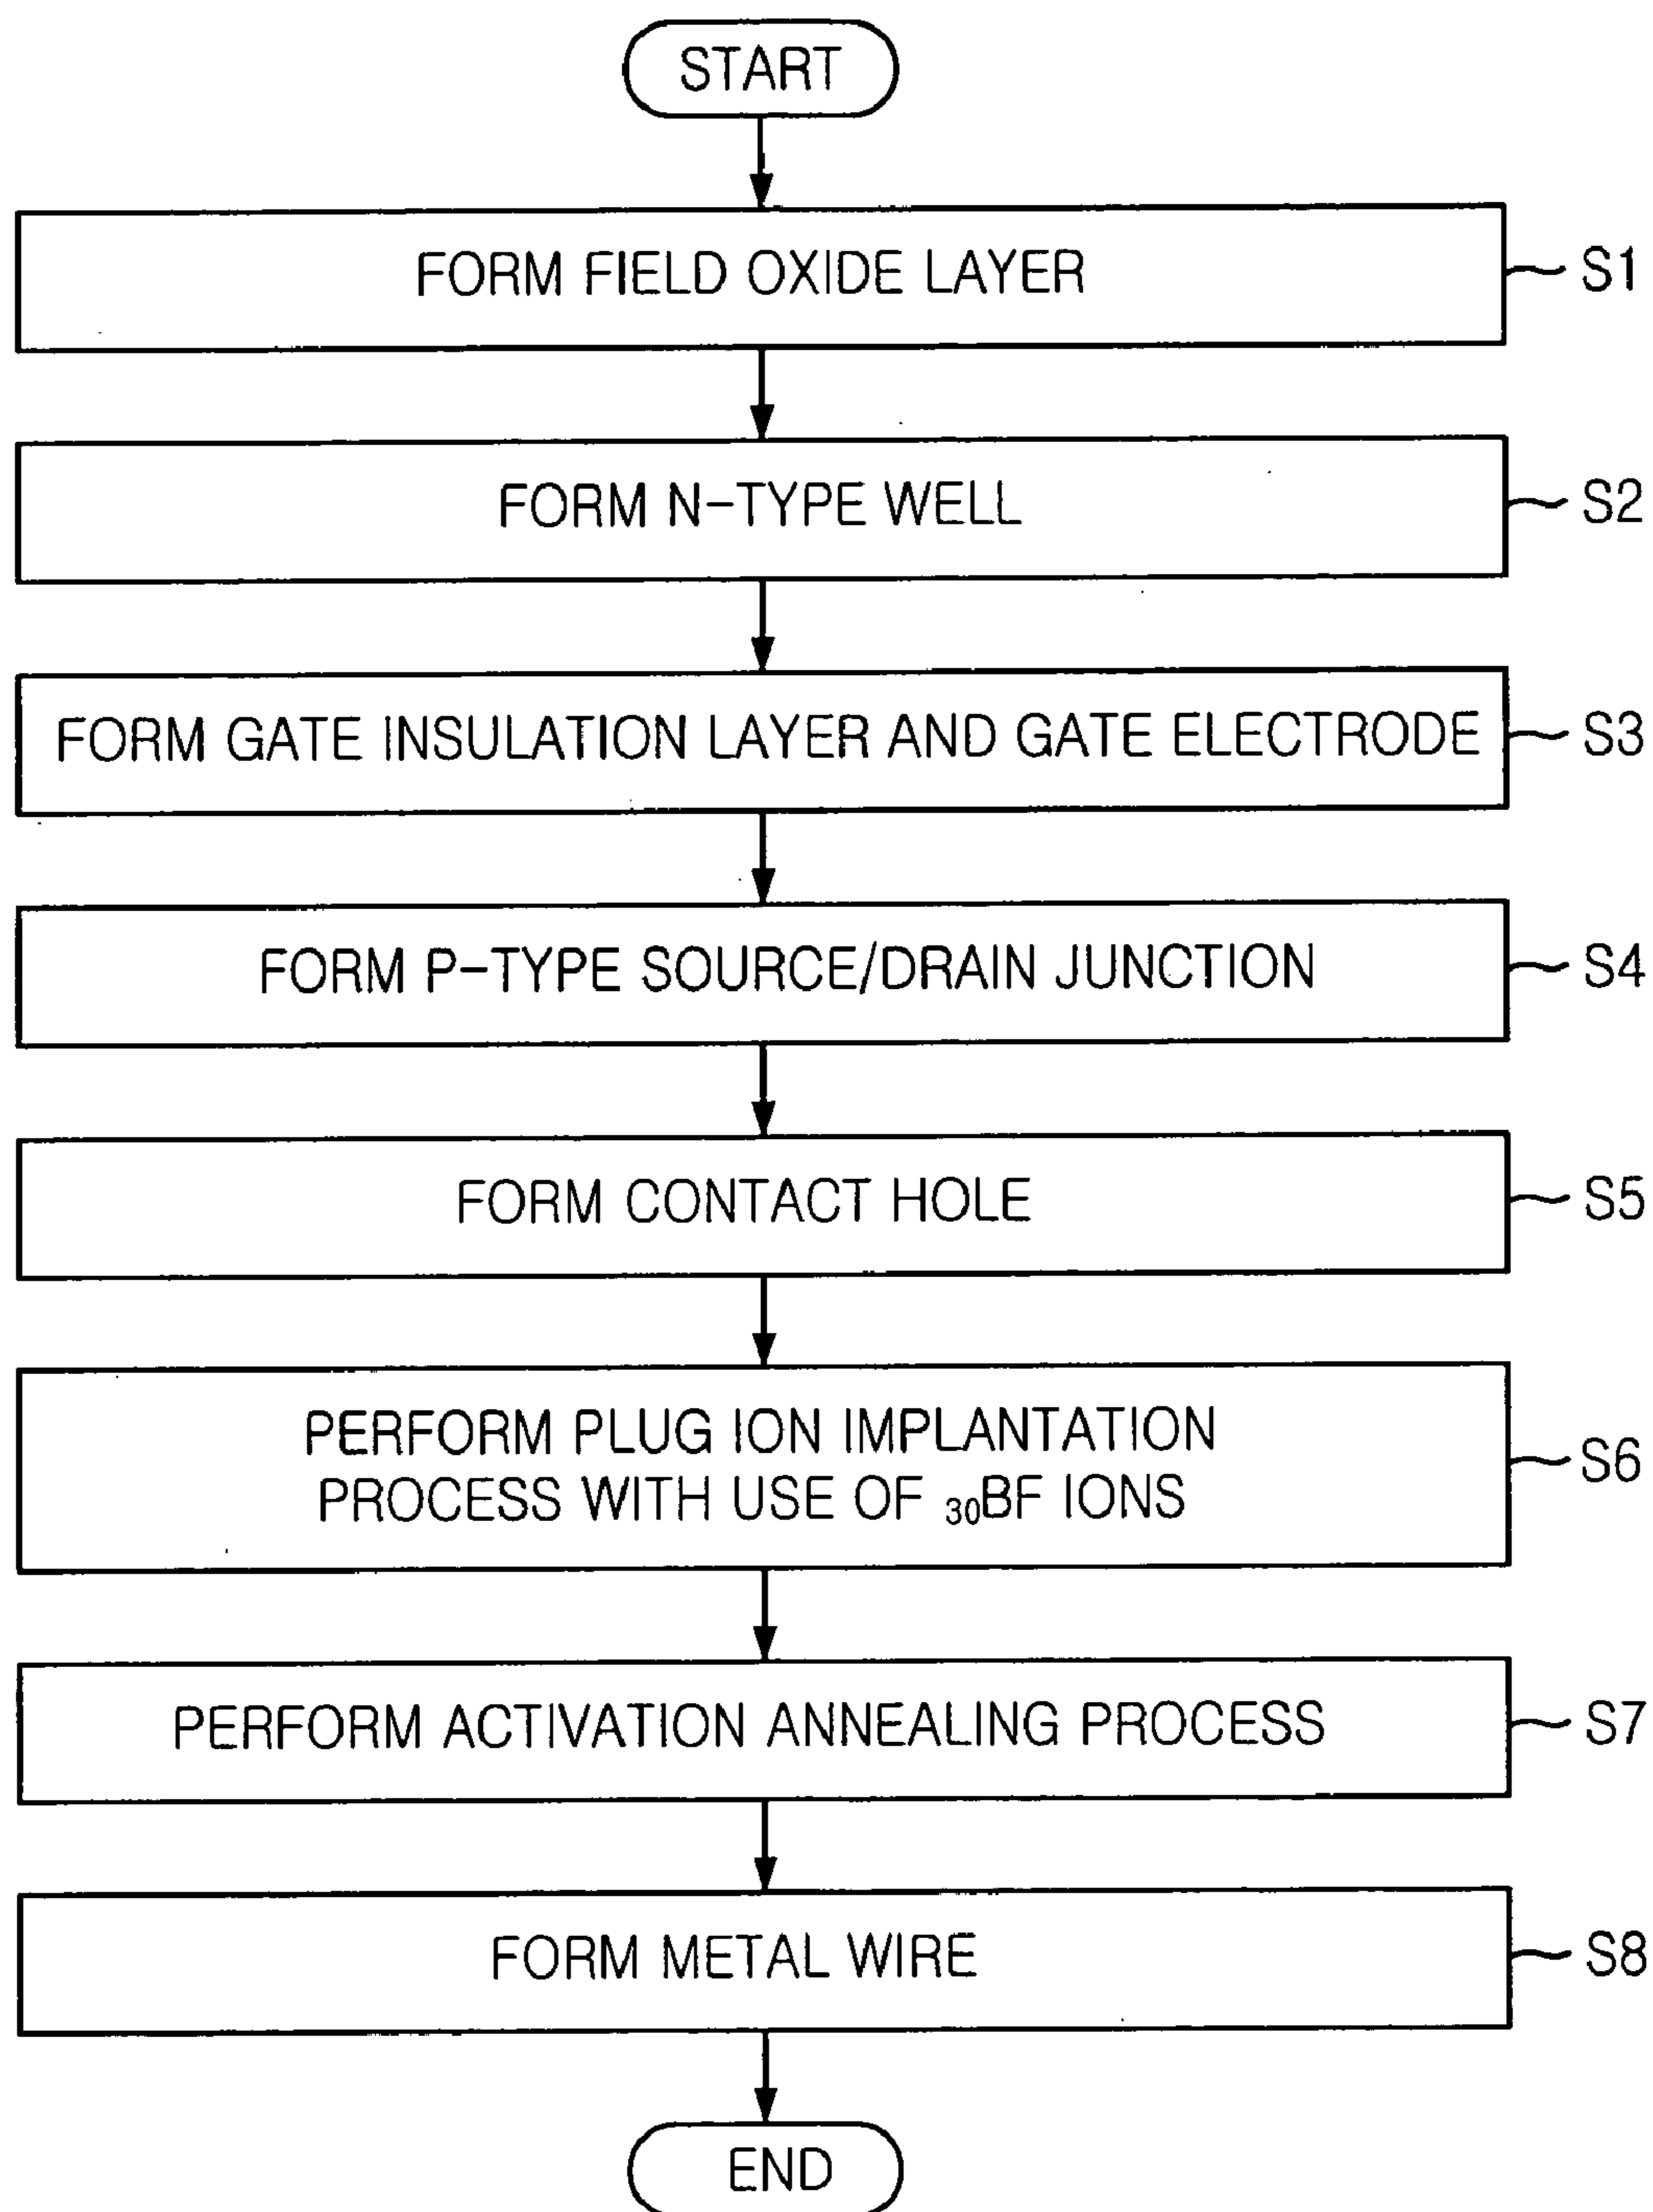 START
FORM FIELD OXIDE LAYER
S1
FORM N-TYPE WELL
S2
FORM GATE INSULATION LAYER AND GATE ELECTRODE
S3
FORM P-TYPE SOURCE/DRAIN JUNCTION
S4
FORM CONTACT HOLE
S5
PERFORM PLUG ION IMPLANTATION
PROCESS WITH USE OF ₃₀BF IONS
S6
PERFORM ACTIVATION ANNEALING PROCESS
S7
FORM METAL WIRE
S8
END